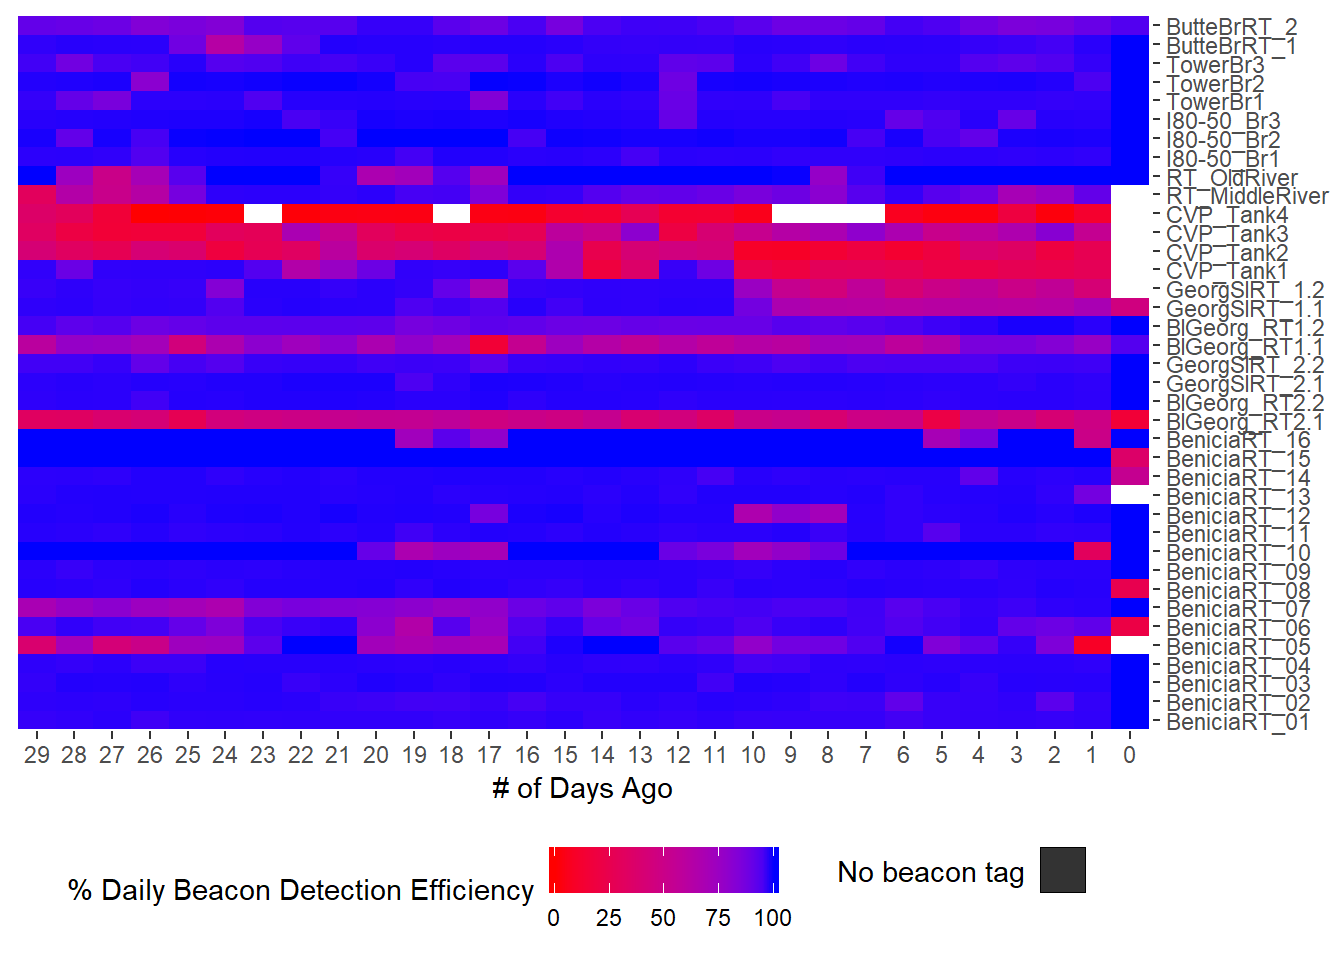 ButteBrRT_2
ButteBrRT_1
TowerBr3
TowerBr2
TowerBr1
I80-50_Br3
I80-50_Br2
I80-50_Br1
RT_OldRiver
RT_MiddleRiver
CVP_Tank4
CVP_Tank3
CVP_Tank2
CVP_Tank1
GeorgSlRT_1.2
GeorgSlRT_1.1
BlGeorg_RT1.2
BlGeorg_RT1.1
GeorgSlRT_2.2
GeorgSlRT_2.1
BlGeorg_RT2.2
BlGeorg_RT2.1
BeniciaRT_16
BeniciaRT_15
BeniciaRT_14
BeniciaRT_13
BeniciaRT_12
BeniciaRT_11
BeniciaRT_10
BeniciaRT_09
BeniciaRT_08
BeniciaRT_07
BeniciaRT_06
BeniciaRT_05
BeniciaRT_04
BeniciaRT_03
BeniciaRT_02
BeniciaRT_01
29 28 27 26 25 24 23 22 21 20 19 18 17 16 15 14 13 12 11 10 9 8 7 6 5 4 3 2 1 0
# of Days Ago
% Daily Beacon Detection Efficiency
0 25 50 75 100
No beacon tag